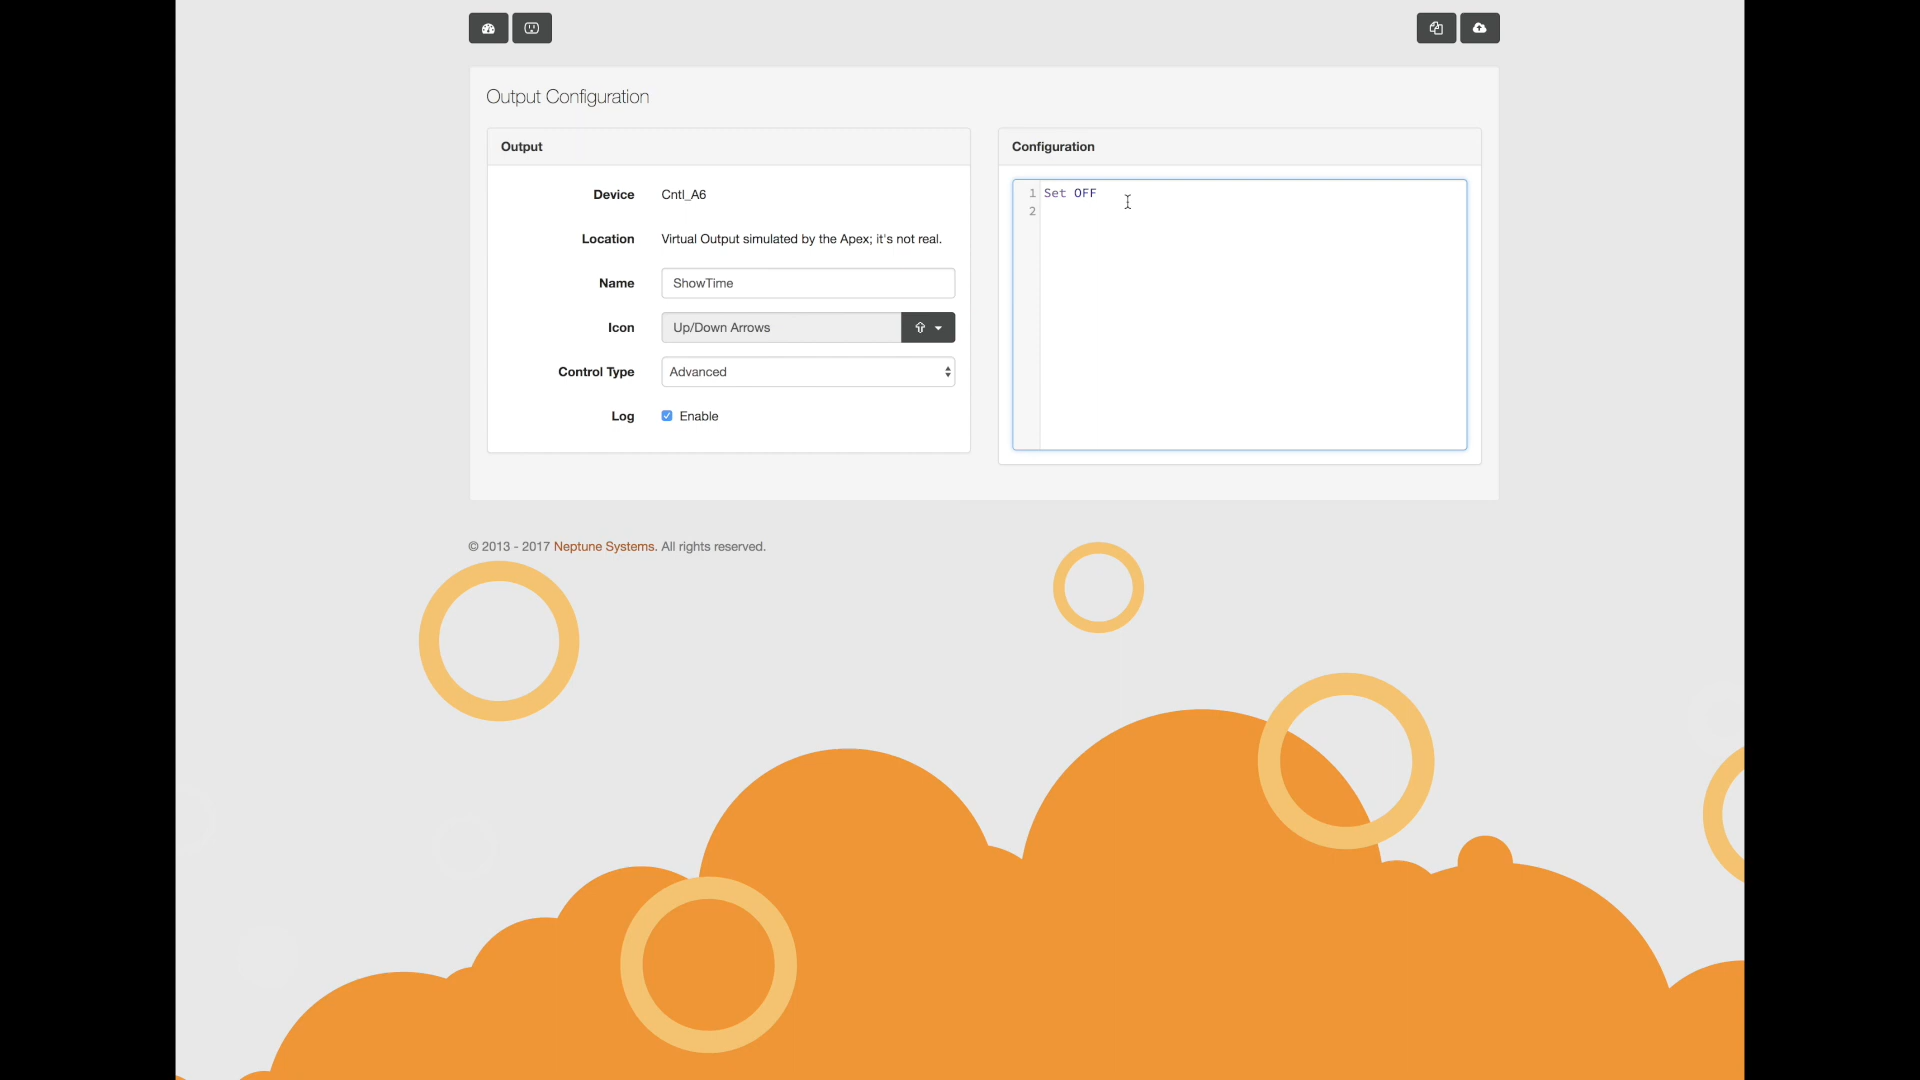 Output Configuration
Output
Device Cntl_A6
Location Virtual Output simulated by the Apex; it's not real.
Name ShowTime
Icon Up/Down Arrows
Control Type Advanced
Log Enable
Configuration
1 Set OFF
2
© 2013 - 2017 Neptune Systems. All rights reserved.